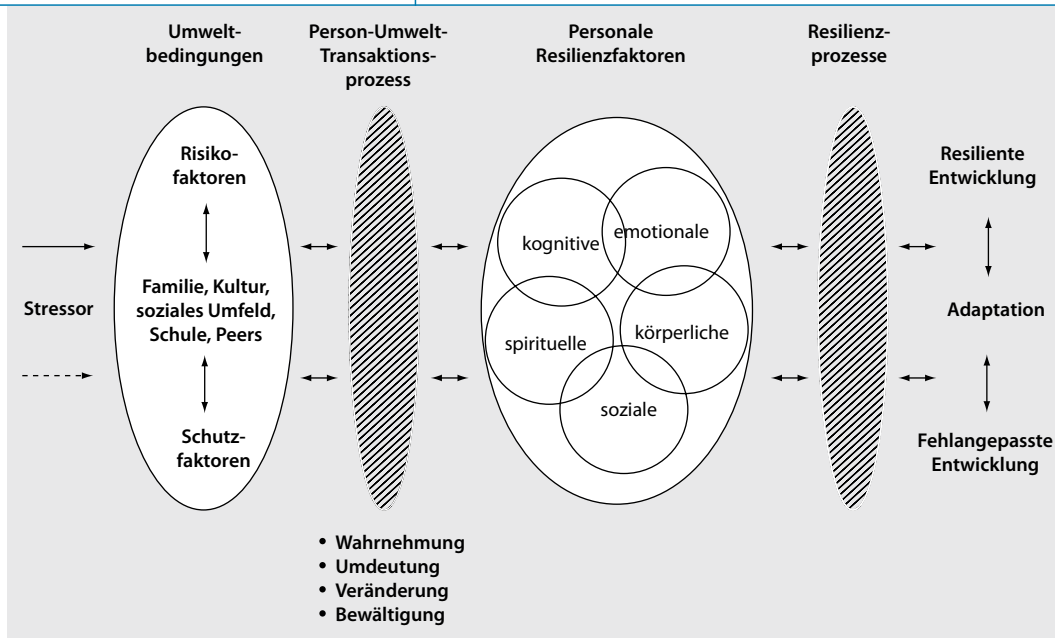 Umwelt-
bedingungen
Person-Umwelt-
Transaktions-
prozess
Personale
Resilienzfaktoren
Resilienz-
prozesse
Stressor
Risiko-
faktoren
Familie, Kultur,
soziales Umfeld,
Schule, Peers
Schutz-
faktoren
• Wahrnehmung
• Umdeutung
• Veränderung
• Bewältigung
kognitive
emotionale
spirituelle
körperliche
soziale
Resiliente
Entwicklung
Adaptation
Fehlangepasste
Entwicklung